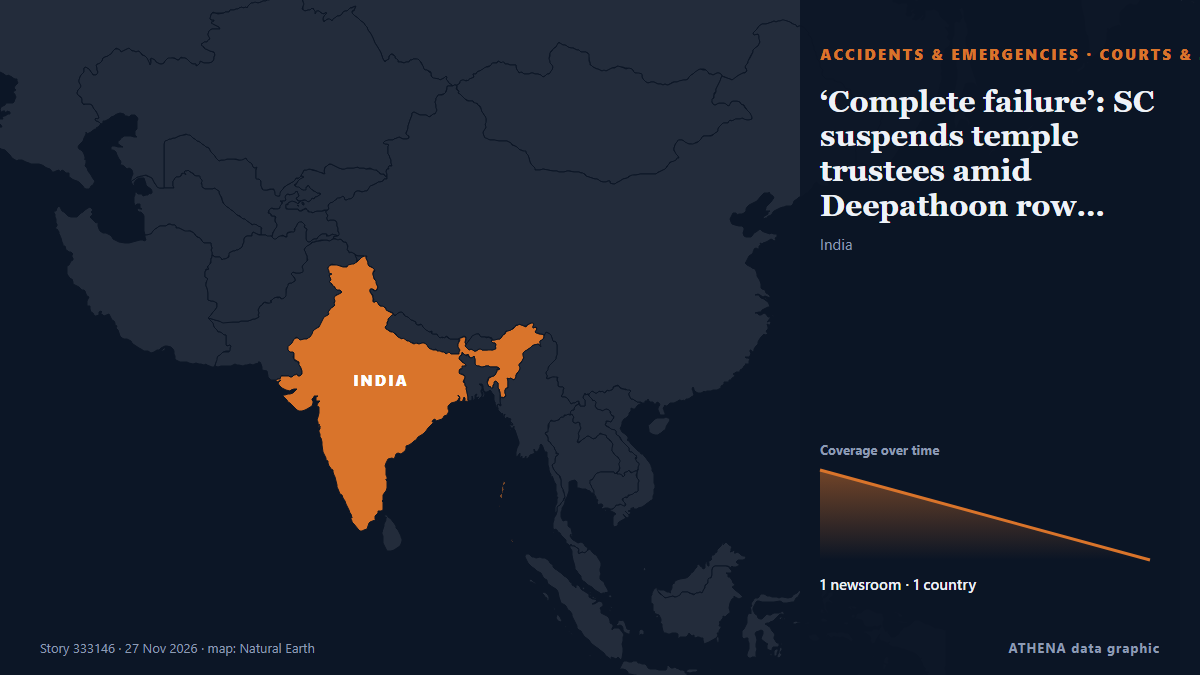 ACCIDENTS & EMERGENCIES · COURTS &
‘Complete failure’: SC
suspends temple
trustees amid
Deepathoon row…
India
INDIA
Coverage over time
1 newsroom · 1 country
Story 333146 · 27 Nov 2026 · map: Natural Earth
ATHENA data graphic